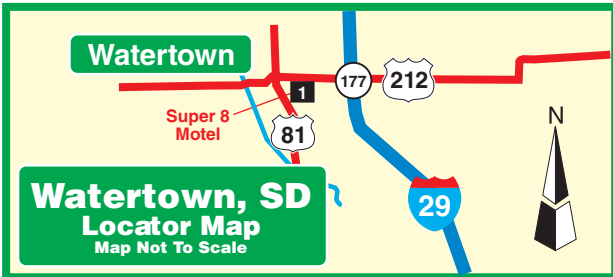 Watertown
177
212
1
Super 8
Motel
81
N
29
Watertown, SD
Locator Map
Map Not To Scale